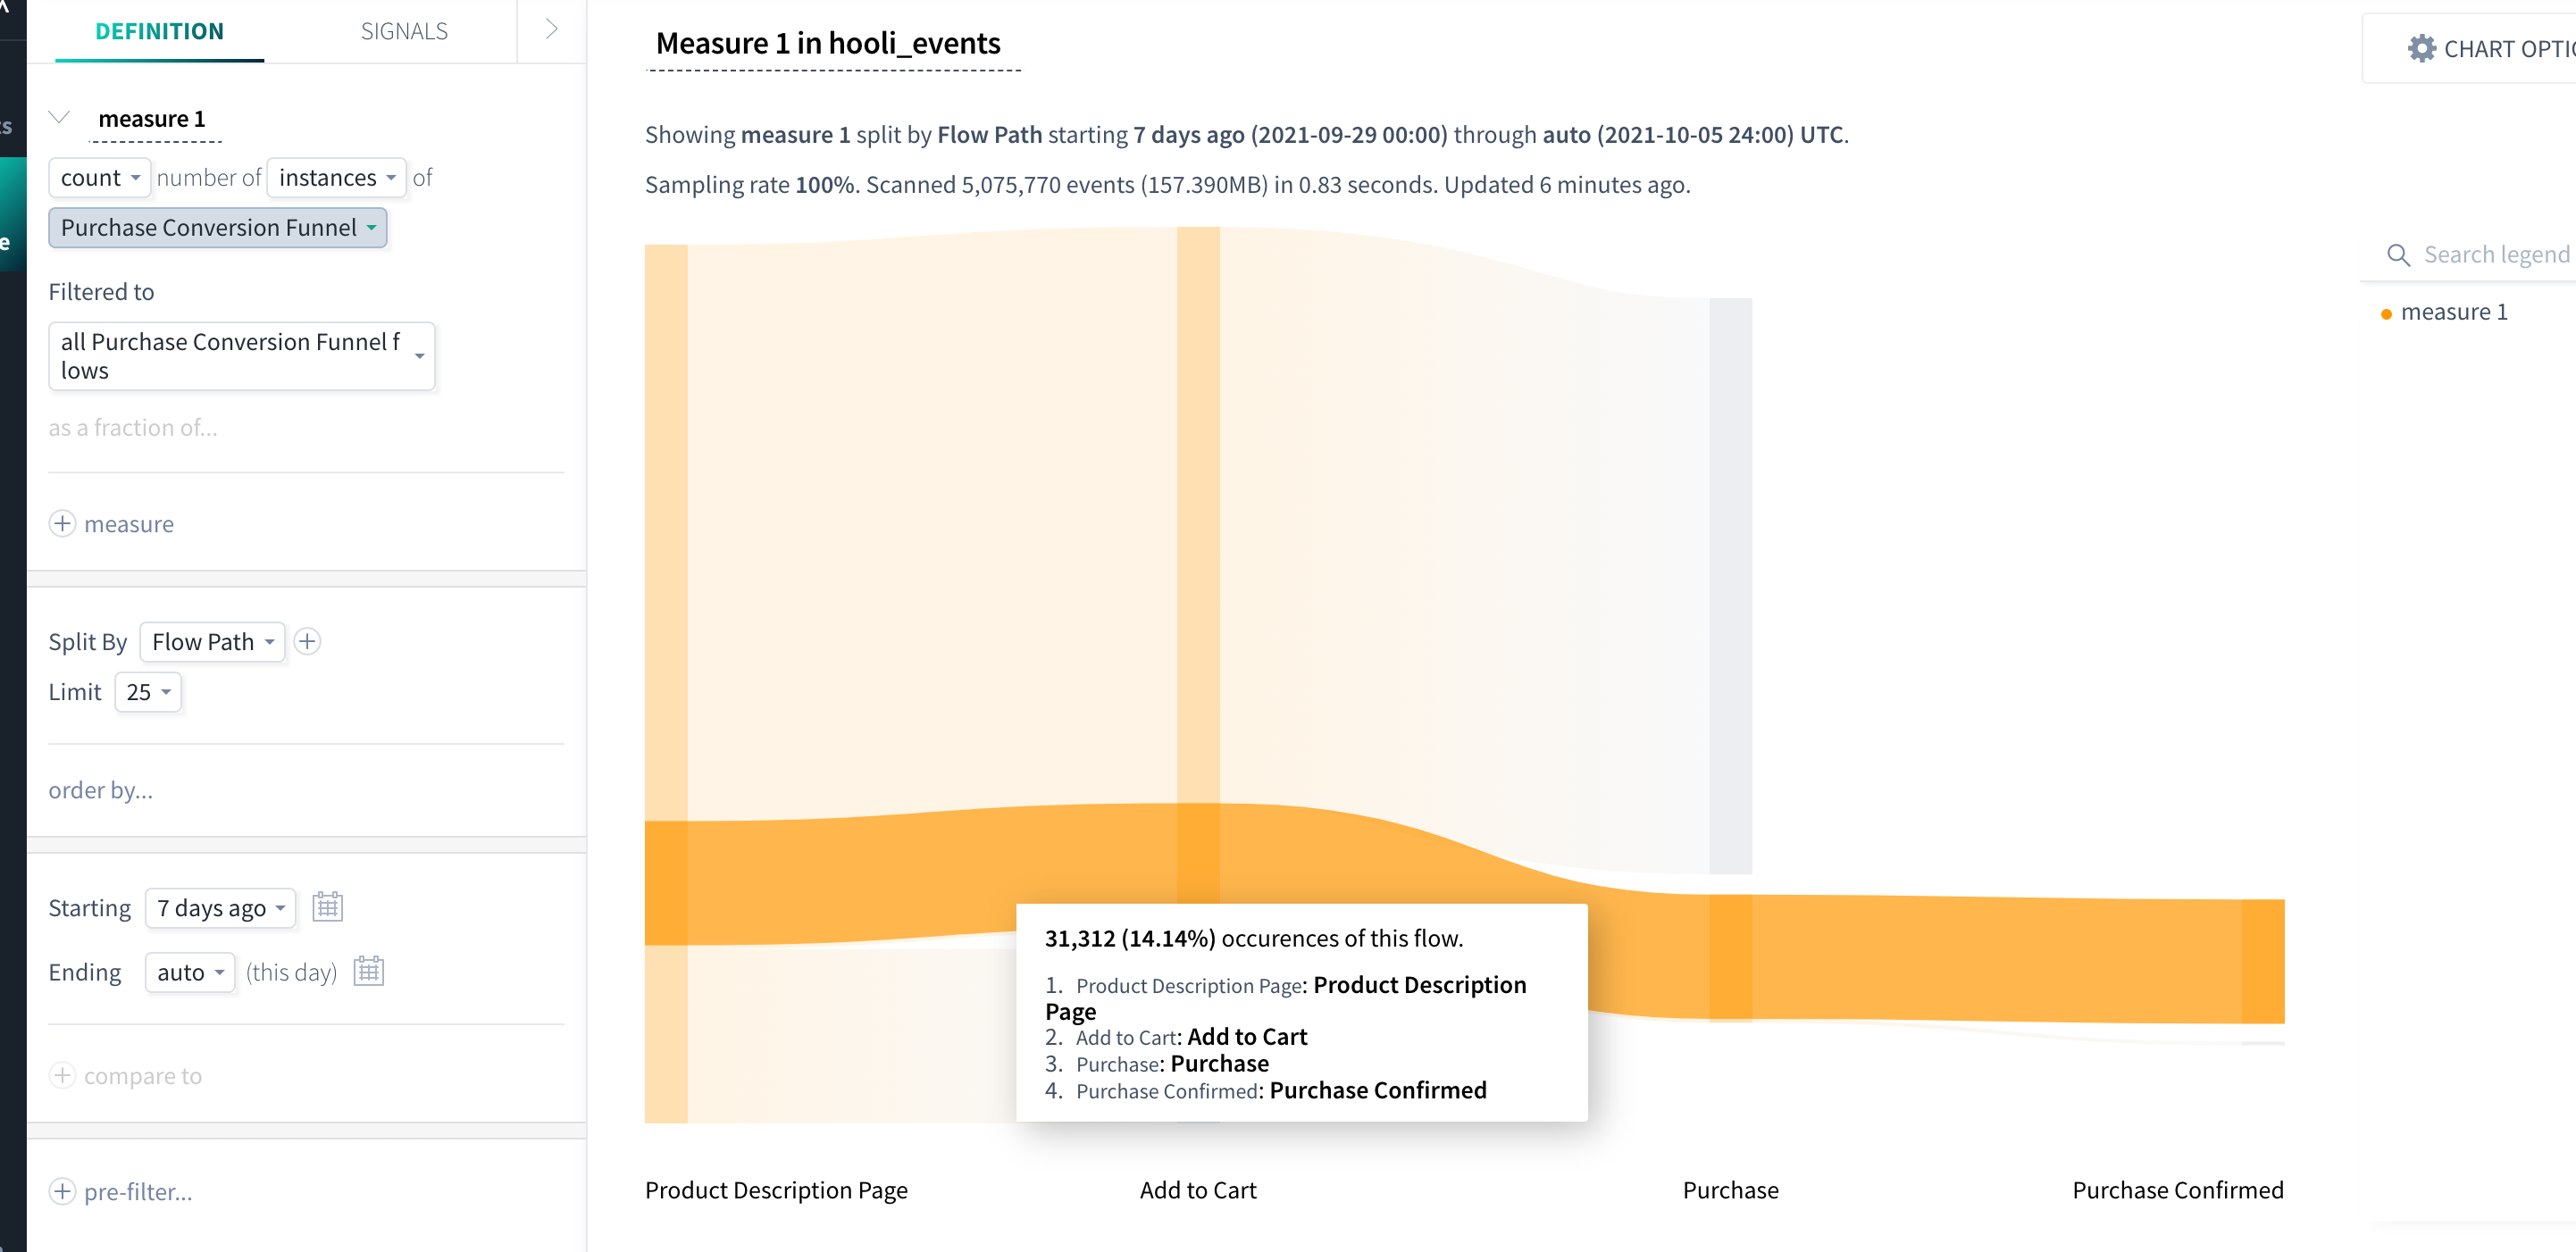 DEFINITION
SIGNALS
measure 1
count number of instances of
Purchase Conversion Funnel
Filtered to
all Purchase Conversion Funnel f
lows
as a fraction of...
measure
Split By Flow Path
Limit 25
order by...
Starting 7 days ago
Ending auto (this day)
compare to
pre-filter...
Measure 1 in hooli_events
CHART OPTIO
Showing measure 1 split by Flow Path starting 7 days ago (2021-09-29 00:00) through auto (2021-10-05 24:00) UTC.
Sampling rate 100%. Scanned 5,075,770 events (157.390MB) in 0.83 seconds. Updated 6 minutes ago.
Search legend
measure 1
31,312 (14.14%) occurences of this flow.
1. Product Description Page: Product Description
Page
2. Add to Cart: Add to Cart
3. Purchase: Purchase
4. Purchase Confirmed: Purchase Confirmed
Product Description Page
Add to Cart
Purchase
Purchase Confirmed